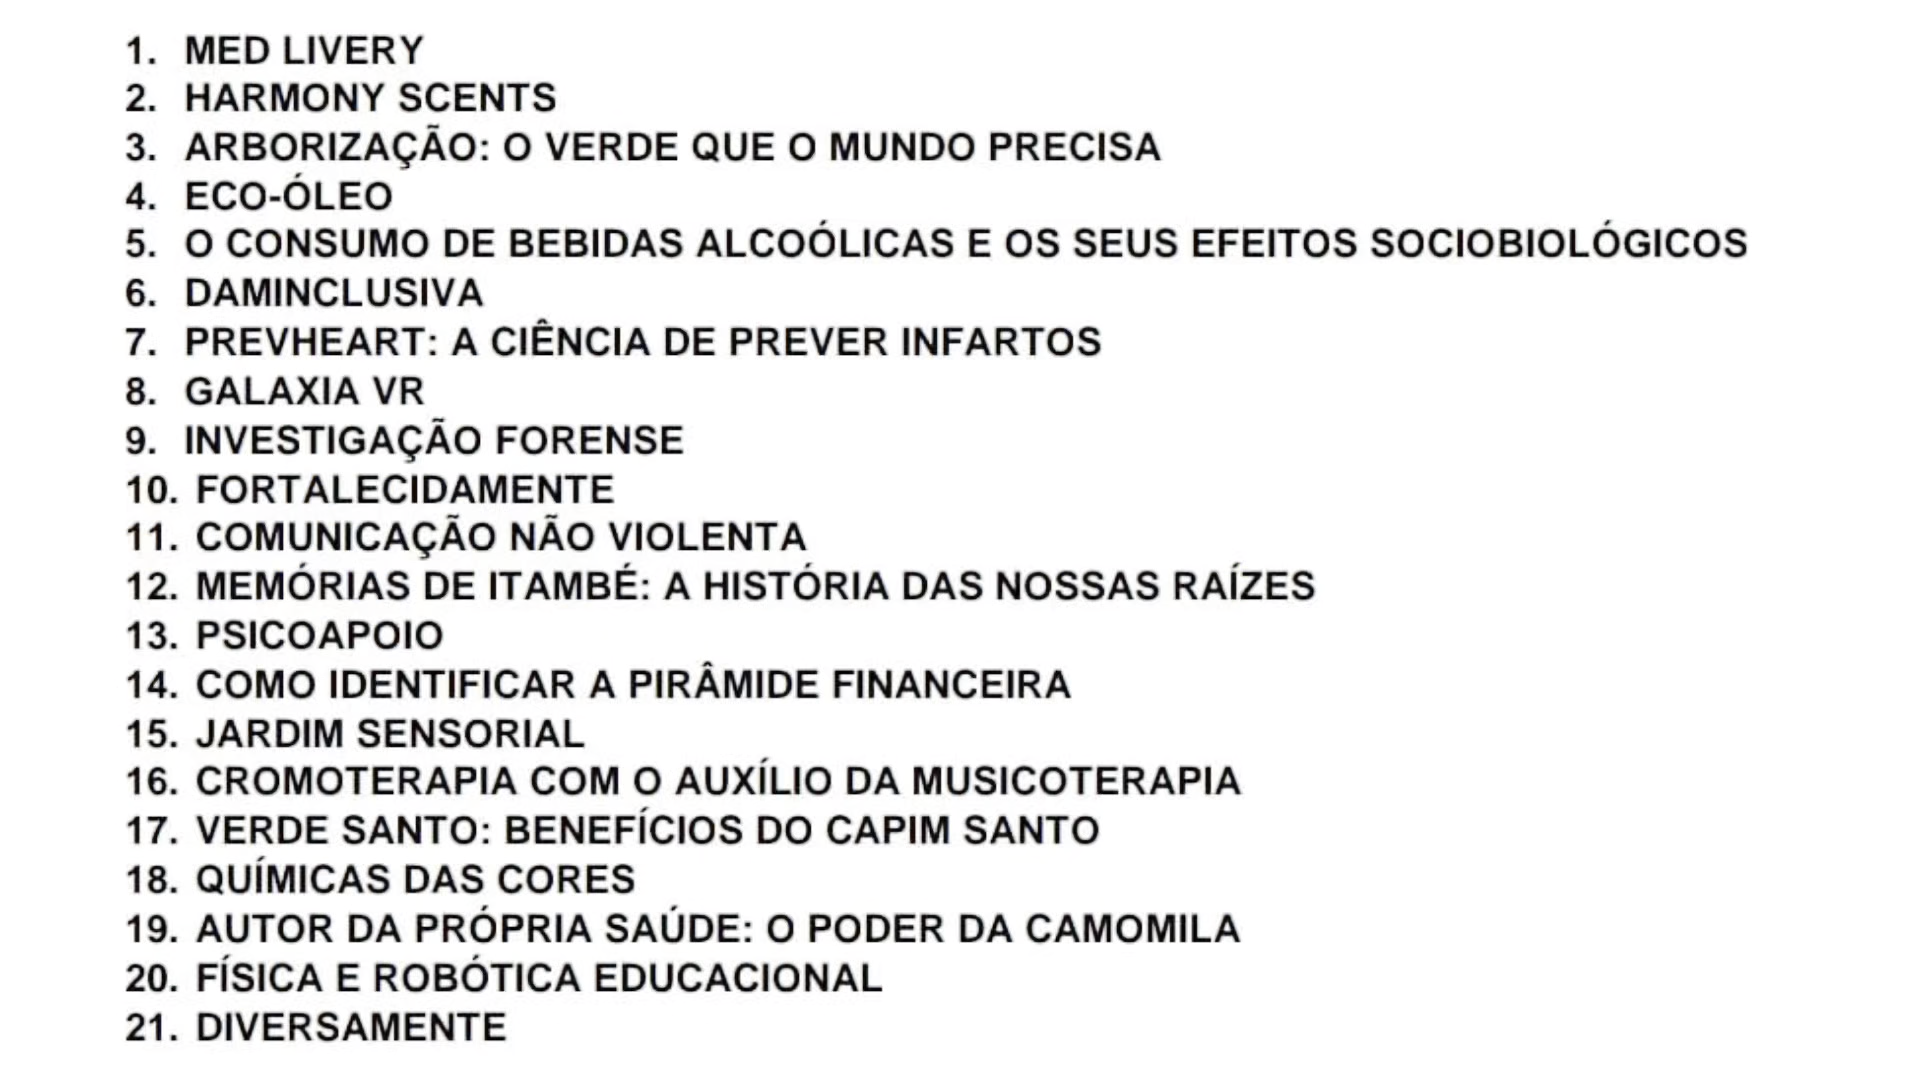 1. MED LIVERY
2. HARMONY SCENTS
3. ARBORIZAÇÃO: O VERDE QUE O MUNDO PRECISA
4. ECO-ÓLEO
5. O CONSUMO DE BEBIDAS ALCOÓLICAS E OS SEUS EFEITOS SOCIOBIOLÓGICOS
6. DAMINCLUSIVA
7. PREVHEART: A CIÊNCIA DE PREVER INFARTOS
8. GALAXIA VR
9. INVESTIGAÇÃO FORENSE
10. FORTALECIDAMENTE
11. COMUNICAÇÃO NÃO VIOLENTA
12. MEMÓRIAS DE ITAMBÉ: A HISTÓRIA DAS NOSSAS RAÍZES
13. PSICOAPOIO
14. COMO IDENTIFICAR A PIRÂMIDE FINANCEIRA
15. JARDIM SENSORIAL
16. CROMOTERAPIA COM O AUXÍLIO DA MUSICOTERAPIA
17. VERDE SANTO: BENEFÍCIOS DO CAPIM SANTO
18. QUÍMICAS DAS CORES
19. AUTOR DA PRÓPRIA SAÚDE: O PODER DA CAMOMILA
20. FÍSICA E ROBÓTICA EDUCACIONAL
21. DIVERSAMENTE